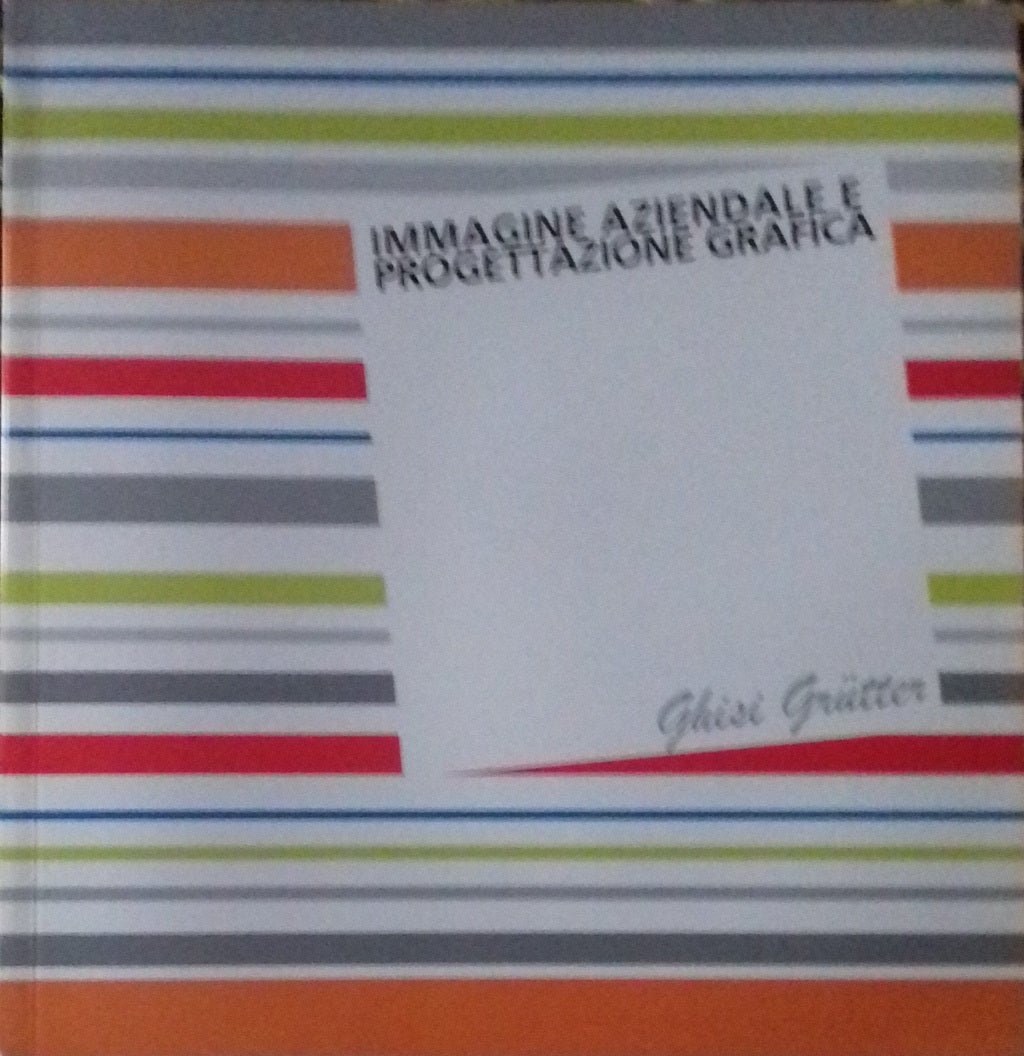 IMMAGINE AZIENDALE E
PROGETTAZIONE GRAFICA
Ghisi Grütter